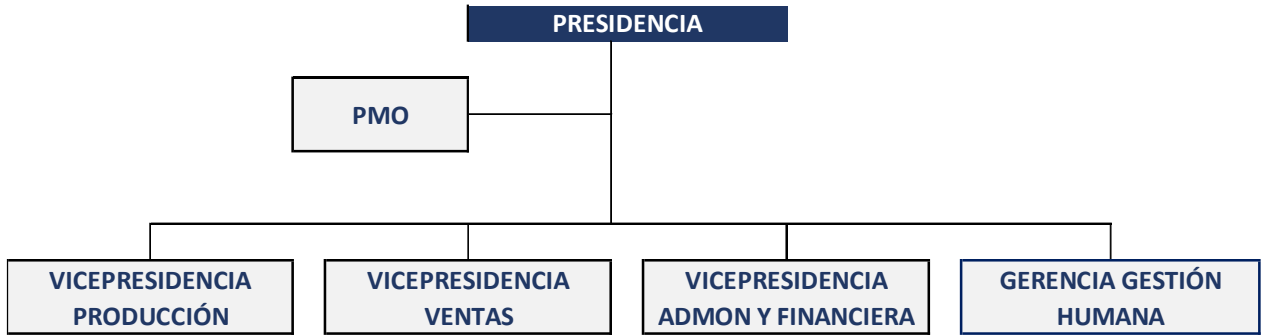 PRESIDENCIA
PMO
VICEPRESIDENCIA
PRODUCCIÓN
VICEPRESIDENCIA
VENTAS
VICEPRESIDENCIA
ADMON Y FINANCIERA
GERENCIA GESTIÓN
HUMANA